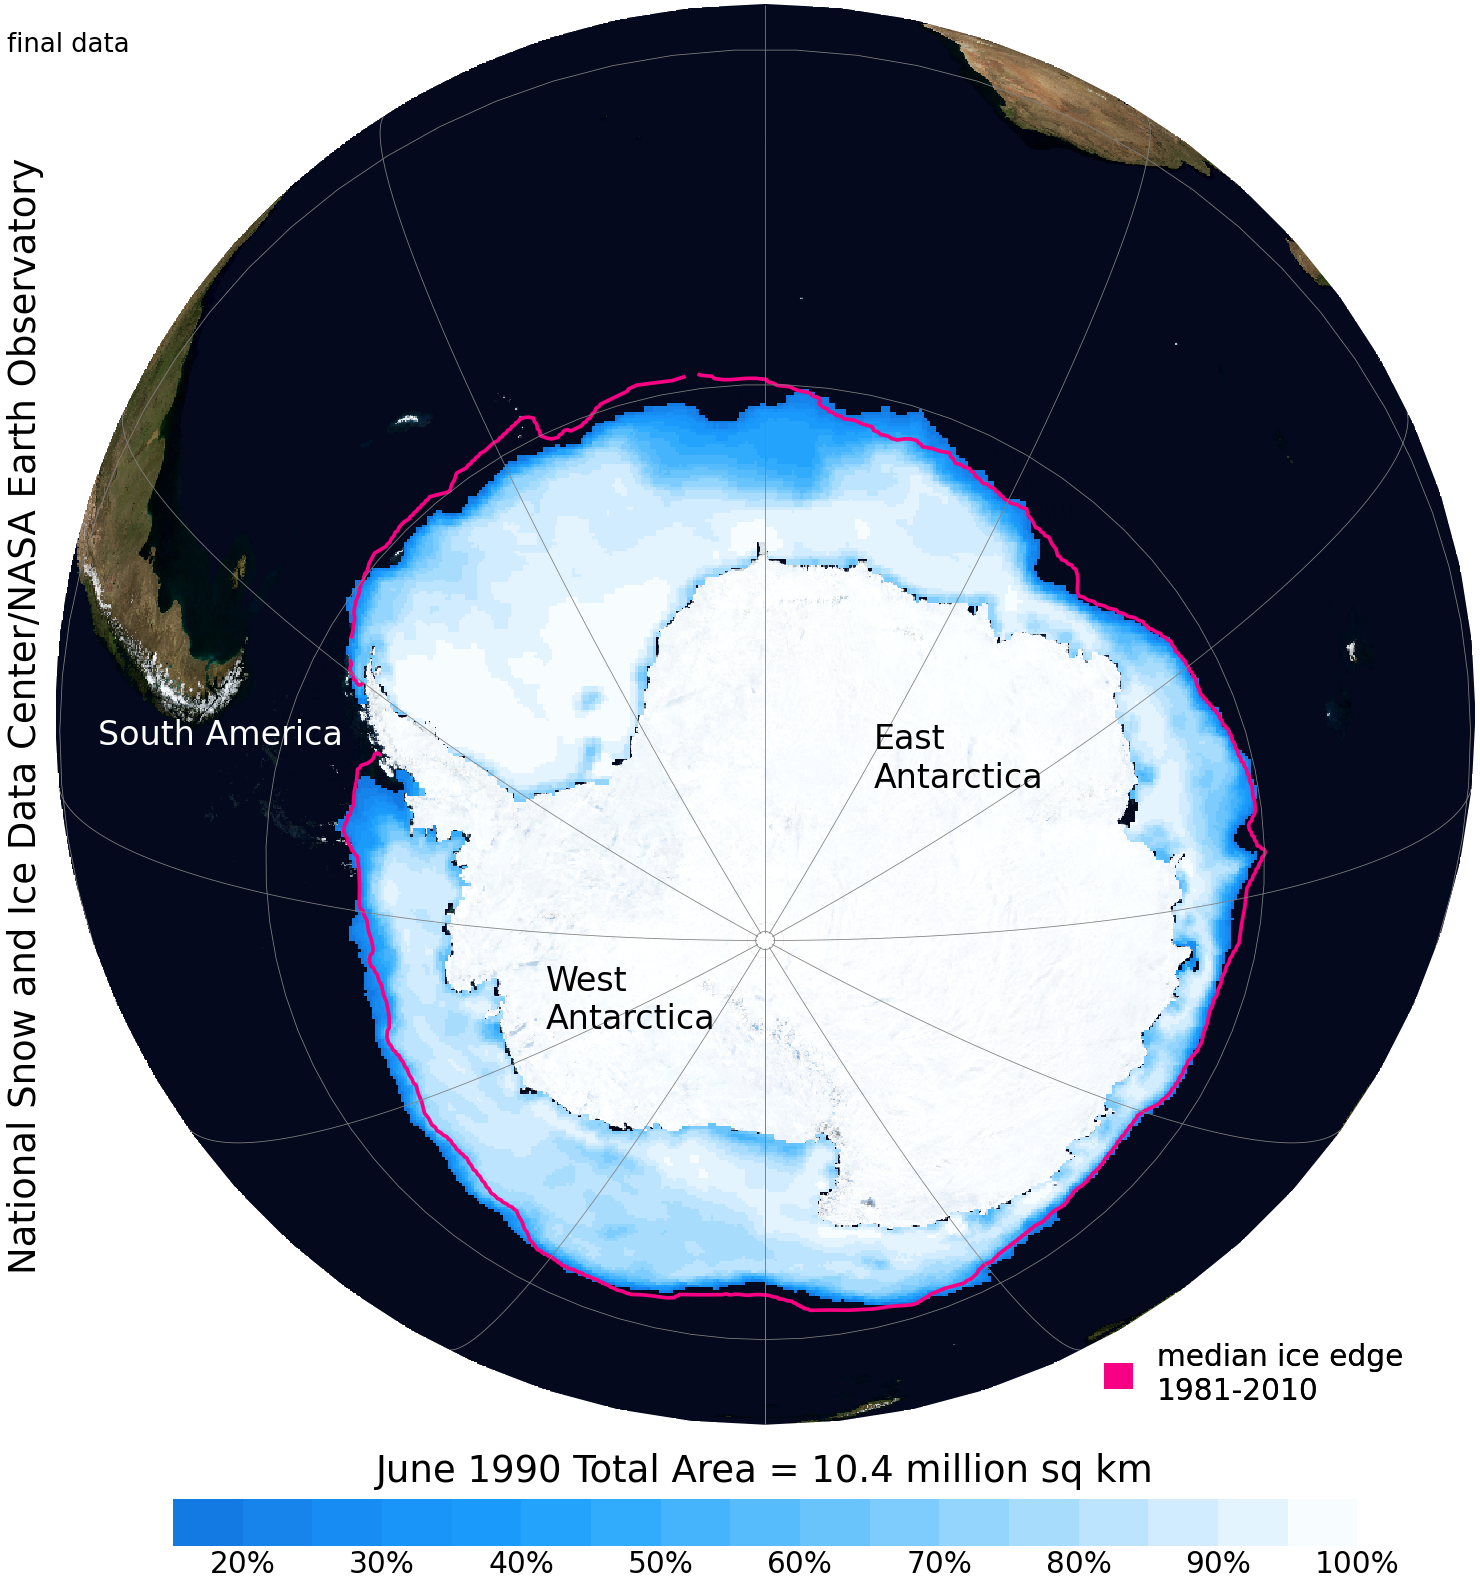 final data
National Snow and Ice Data Center/NASA Earth Observatory
South America
East
Antarctica
West
Antarctica
median ice edge
1981-2010
June 1990 Total Area = 10.4 million sq km
20% 30% 40% 50% 60% 70% 80% 90% 100%